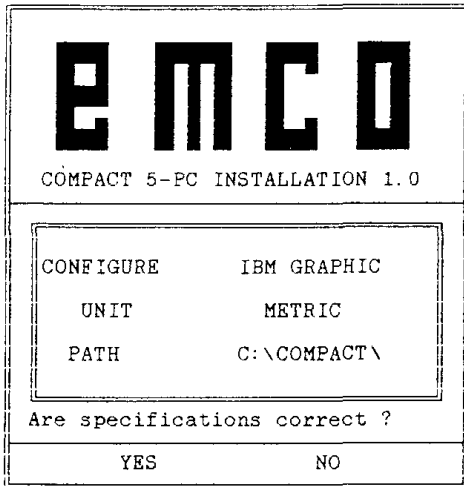 emco
COMPACT 5-PC INSTALLATION 1.0
CONFIGURE IBM GRAPHIC
UNIT METRIC
PATH C:\COMPACT\
Are specifications correct ?
YES NO